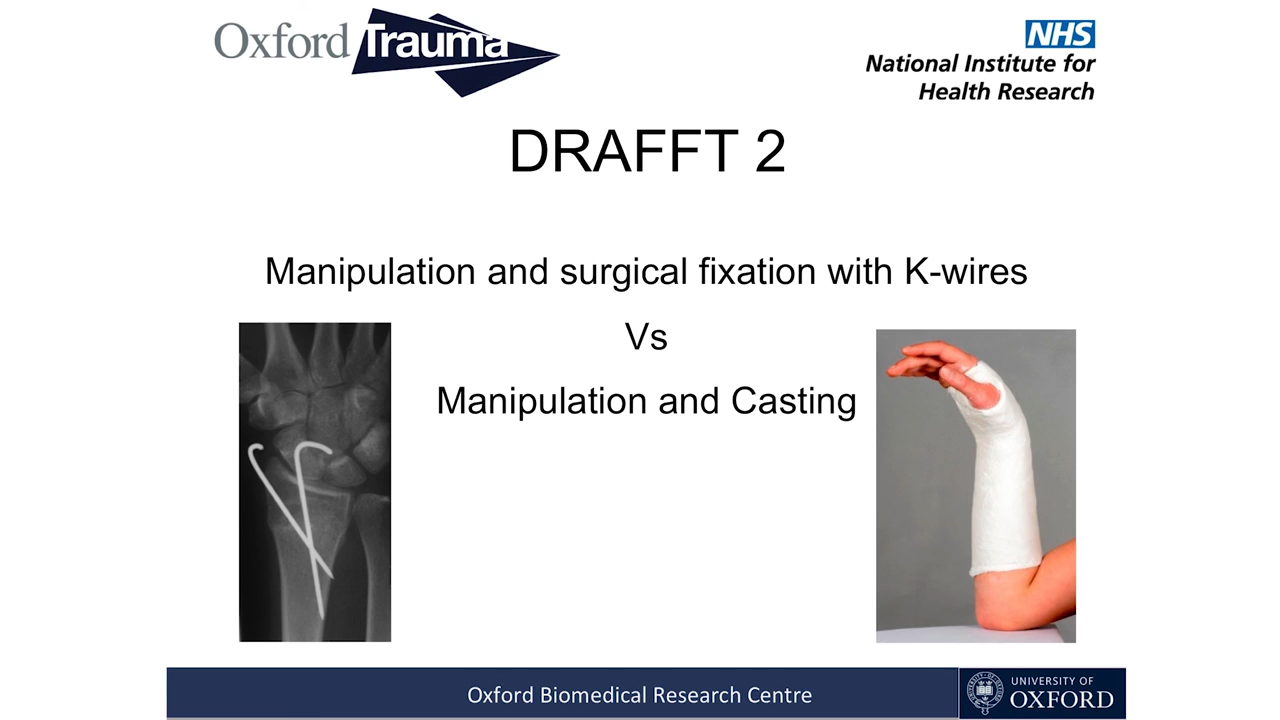 Oxford Trauma
NHS
National Institute for
Health Research
DRAFFT 2
Manipulation and surgical fixation with K-wires
Vs
Manipulation and Casting
Oxford Biomedical Research Centre
UNIVERSITY OF
OXFORD